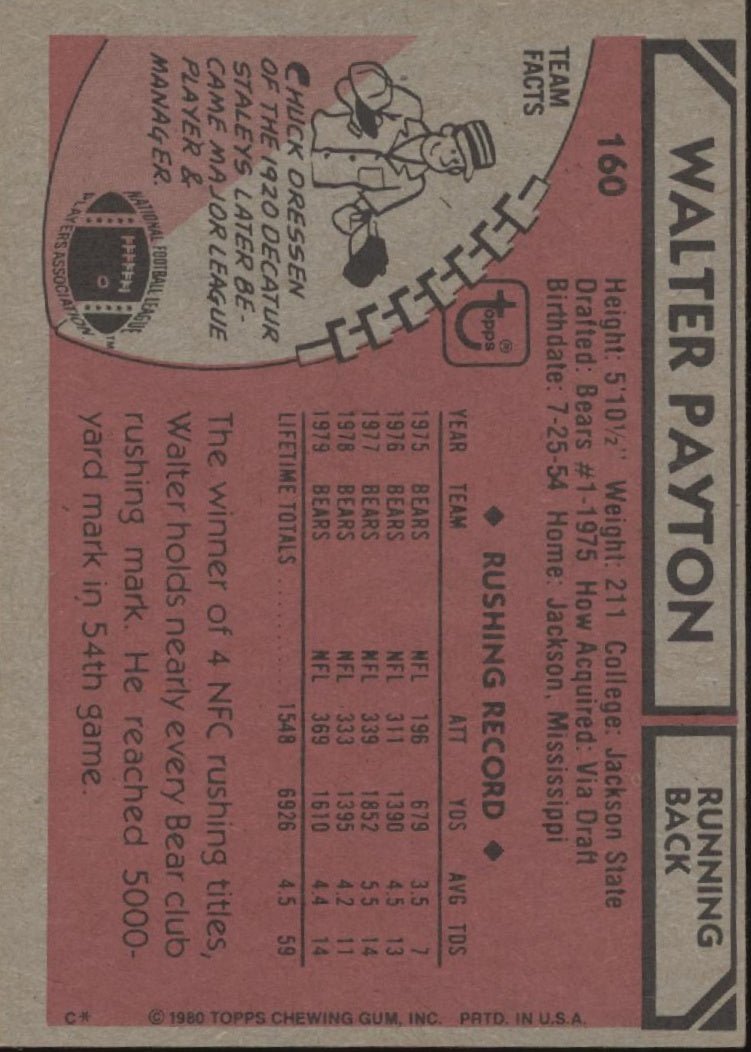 WALTER PAYTON
RUNNING
BACK
160
Height: 5'10½" Weight: 211 College: Jackson State
Drafted: Bears #1-1975 How Acquired: Via Draft
Birthdate: 7-25-54 Home: Jackson, Mississippi
TEAM
FACTS
topps®
CHUCK DRESSEN
OF THE 1920 DECATUR
STALEYS LATER BE-
CAME MAJOR LEAGUE
PLAYER &
MANAGER.
NATIONAL FOOTBALL LEAGUE
PLAYERS ASSOCIATION™
◆ RUSHING RECORD ◆
YEAR TEAM ATT YDS AVG TDS
1975 BEARS NFL 196 679 3.5 7
1976 BEARS NFL 311 1390 4.5 13
1977 BEARS NFL 339 1852 5.5 14
1978 BEARS NFL 333 1395 4.2 11
1979 BEARS NFL 369 1610 4.4 14
LIFETIME TOTALS .......... 1548 6926 4.5 59
The winner of 4 NFC rushing titles,
Walter holds nearly every Bear club
rushing mark. He reached 5000-
yard mark in 54th game.
C* © 1980 TOPPS CHEWING GUM, INC. PRTD. IN U.S.A.